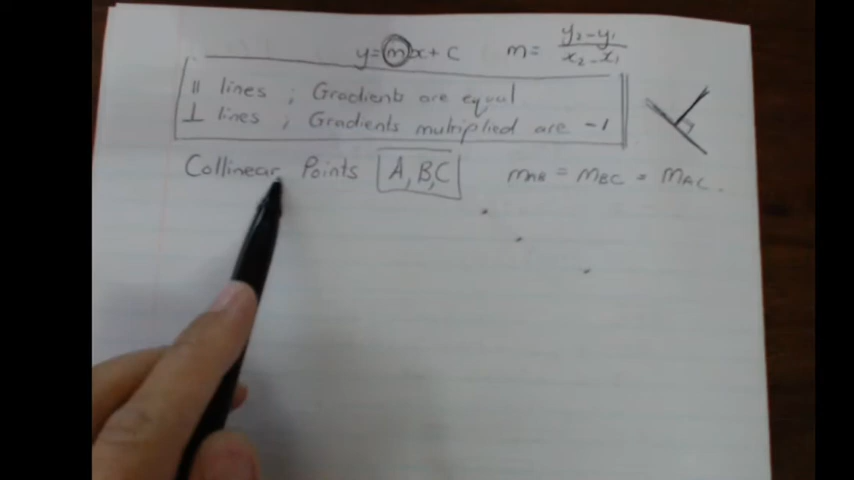 y=mx+c m= y₂-y₁/x₂-x₁
|| lines ; Gradients are equal
⊥ lines ; Gradients multiplied are -1
Collinear Points A,B,C mAB = mBC = mAC.